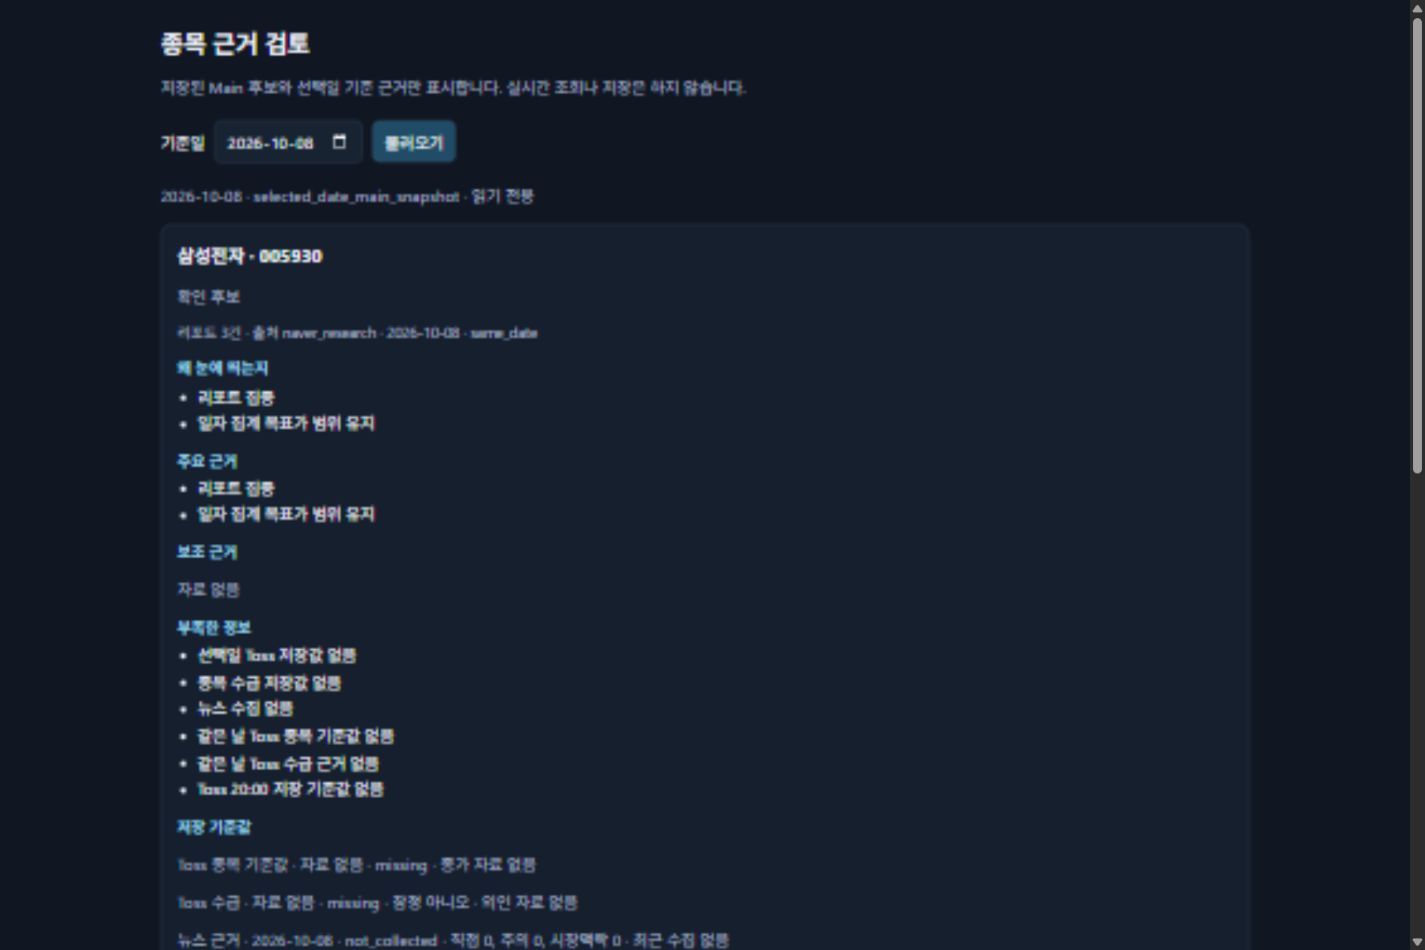 종목 근거 검토
저장된 Main 후보와 선택일 기준 근거만 표시합니다. 실시간 조회나 저장은 하지 않습니다.
기준일 2026-10-08 불러오기
2026-10-08 · selected_date_main_snapshot · 읽기 전용
삼성전자 · 005930
확인 후보
리포트 3건 · 출처 naver_research · 2026-10-08 · same_date
왜 눈에 띄는지
• 리포트 집중
• 일자 집계 목표가 범위 유지
주요 근거
• 리포트 집중
• 일자 집계 목표가 범위 유지
보조 근거
자료 없음
부족한 정보
• 선택일 Toss 저장값 없음
• 종목 수급 저장값 없음
• 뉴스 수집 없음
• 같은 날 Toss 종목 기준값 없음
• 같은 날 Toss 수급 근거 없음
• Toss 20:00 저장 기준값 없음
저장 기준값
Toss 종목 기준값 · 자료 없음 · missing · 종가 자료 없음
Toss 수급 · 자료 없음 · missing · 잠정 아니오 · 외인 자료 없음
뉴스 근거 · 2026-10-08 · not_collected · 직접 0, 주의 0, 시장맥락 0 · 최근 수집 없음